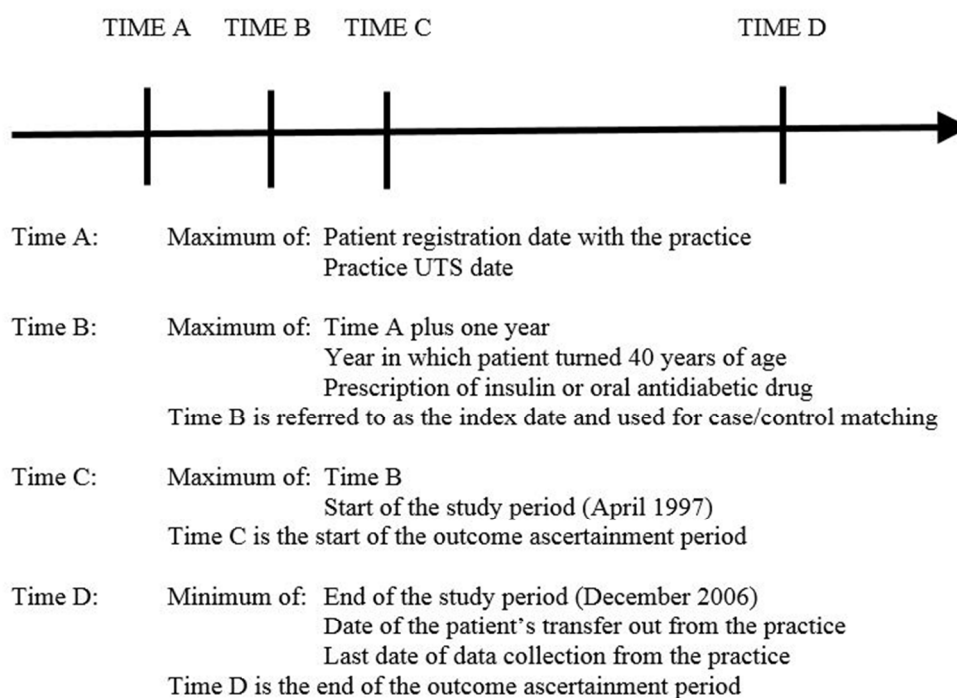 TIME A TIME B TIME C TIME D
Time A: Maximum of: Patient registration date with the practice
Practice UTS date
Time B: Maximum of: Time A plus one year
Year in which patient turned 40 years of age
Prescription of insulin or oral antidiabetic drug
Time B is referred to as the index date and used for case/control matching
Time C: Maximum of: Time B
Start of the study period (April 1997)
Time C is the start of the outcome ascertainment period
Time D: Minimum of: End of the study period (December 2006)
Date of the patient’s transfer out from the practice
Last date of data collection from the practice
Time D is the end of the outcome ascertainment period